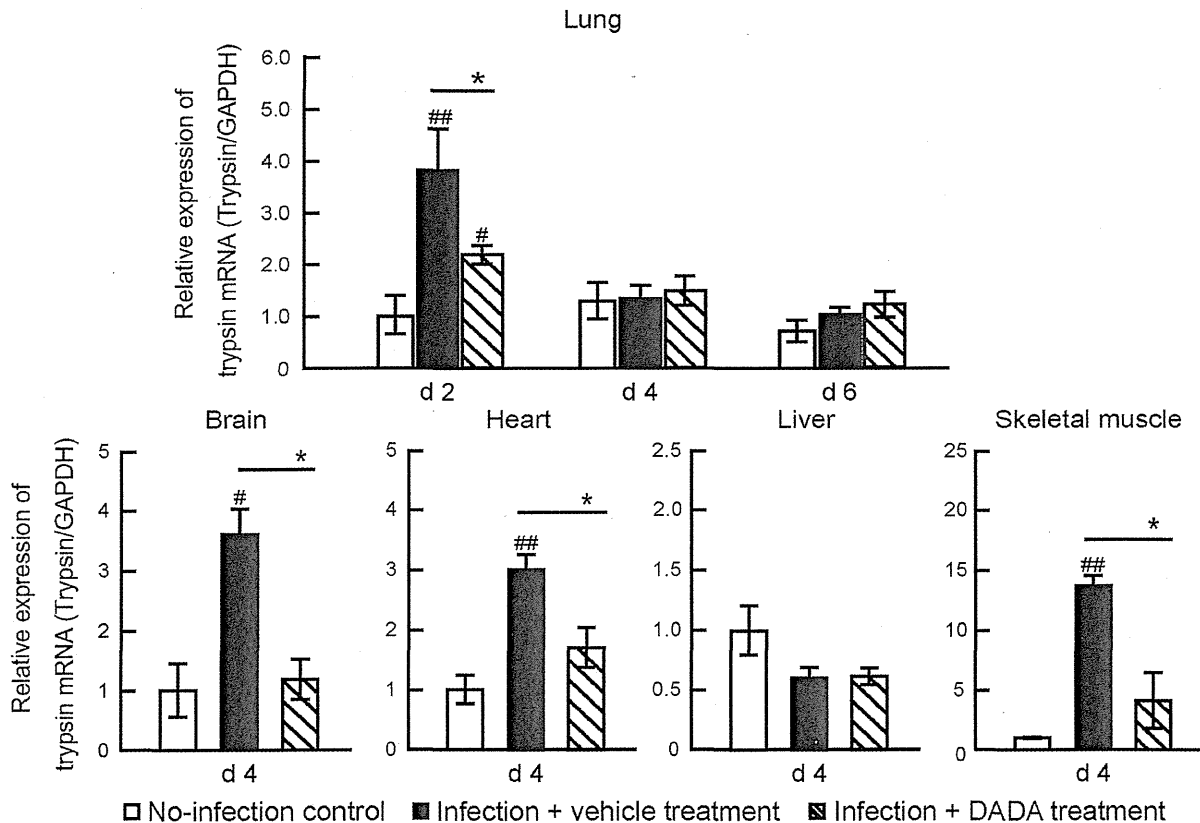 Lung
Relative expression of
trypsin mRNA (Trypsin/GAPDH)
6.0
5.0
4.0
3.0
2.0
1.0
0
*
##
#
d 2
d 4
d 6
Brain
Heart
Liver
Skeletal muscle
Relative expression of
trypsin mRNA (Trypsin/GAPDH)
5
4
3
2
1
0
*
#
d 4
5
4
3
2
1
0
*
##
d 4
2.5
2.0
1.5
1.0
0.5
0
d 4
25
20
15
10
5
0
*
##
d 4
No-infection control
Infection + vehicle treatment
Infection + DADA treatment